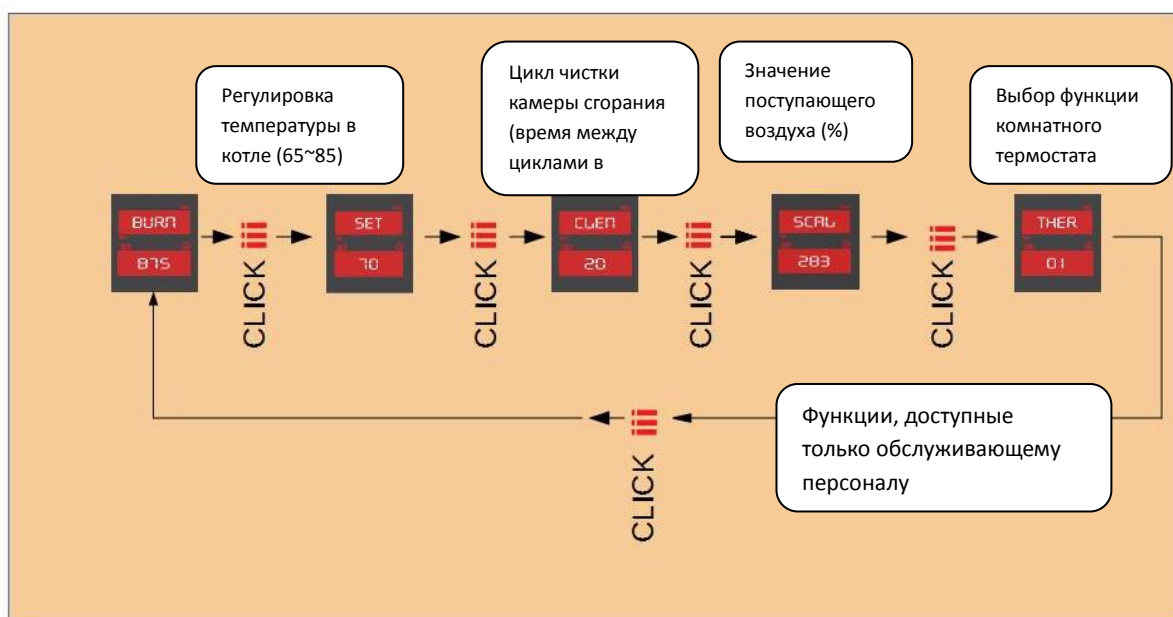 Регулировка
температуры в
котле (65~85)
Цикл чистки
камеры сгорания
(время между
циклами в
Значение
поступающего
воздуха (%)
Выбор функции
комнатного
термостата
BURN
875
CLICK
SET
70
CLICK
CLEN
20
CLICK
SCAL
283
CLICK
THER
01
CLICK
Функции, доступные
только обслуживающему
персоналу